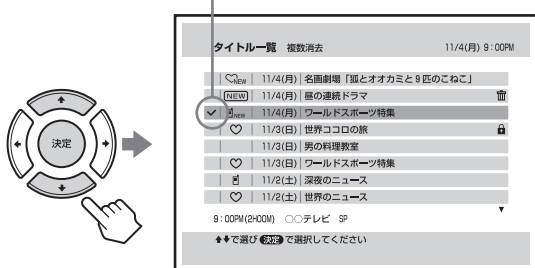 タイトル一覧 複数消去 11/4(月) 9:00PM
NEW 11/4(月) 名画劇場「狐とオオカミと9匹のこねこ」
NEW 11/4(月) 昼の連続ドラマ
NEW 11/4(月) ワールドスポーツ特集
11/3(日) 世界ココロの旅
11/3(日) 男の料理教室
11/3(日) ワールドスポーツ特集
11/2(土) 深夜のニュース
11/2(土) 世界のニュース
9:00PM(2H00M) ○○テレビ SP
で選び 決定 で選択してください
決定